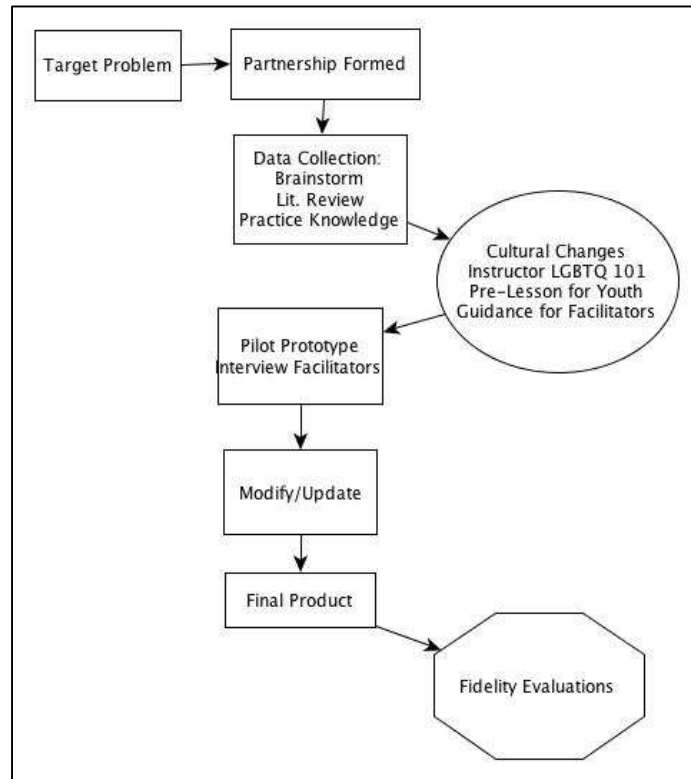 Target Problem
Partnership Formed
Data Collection:
Brainstorm
Lit. Review
Practice Knowledge
Cultural Changes
Instructor LGBTQ 101
Pre-Lesson for Youth
Guidance for Facilitators
Pilot Prototype
Interview Facilitators
Modify/Update
Final Product
Fidelity Evaluations